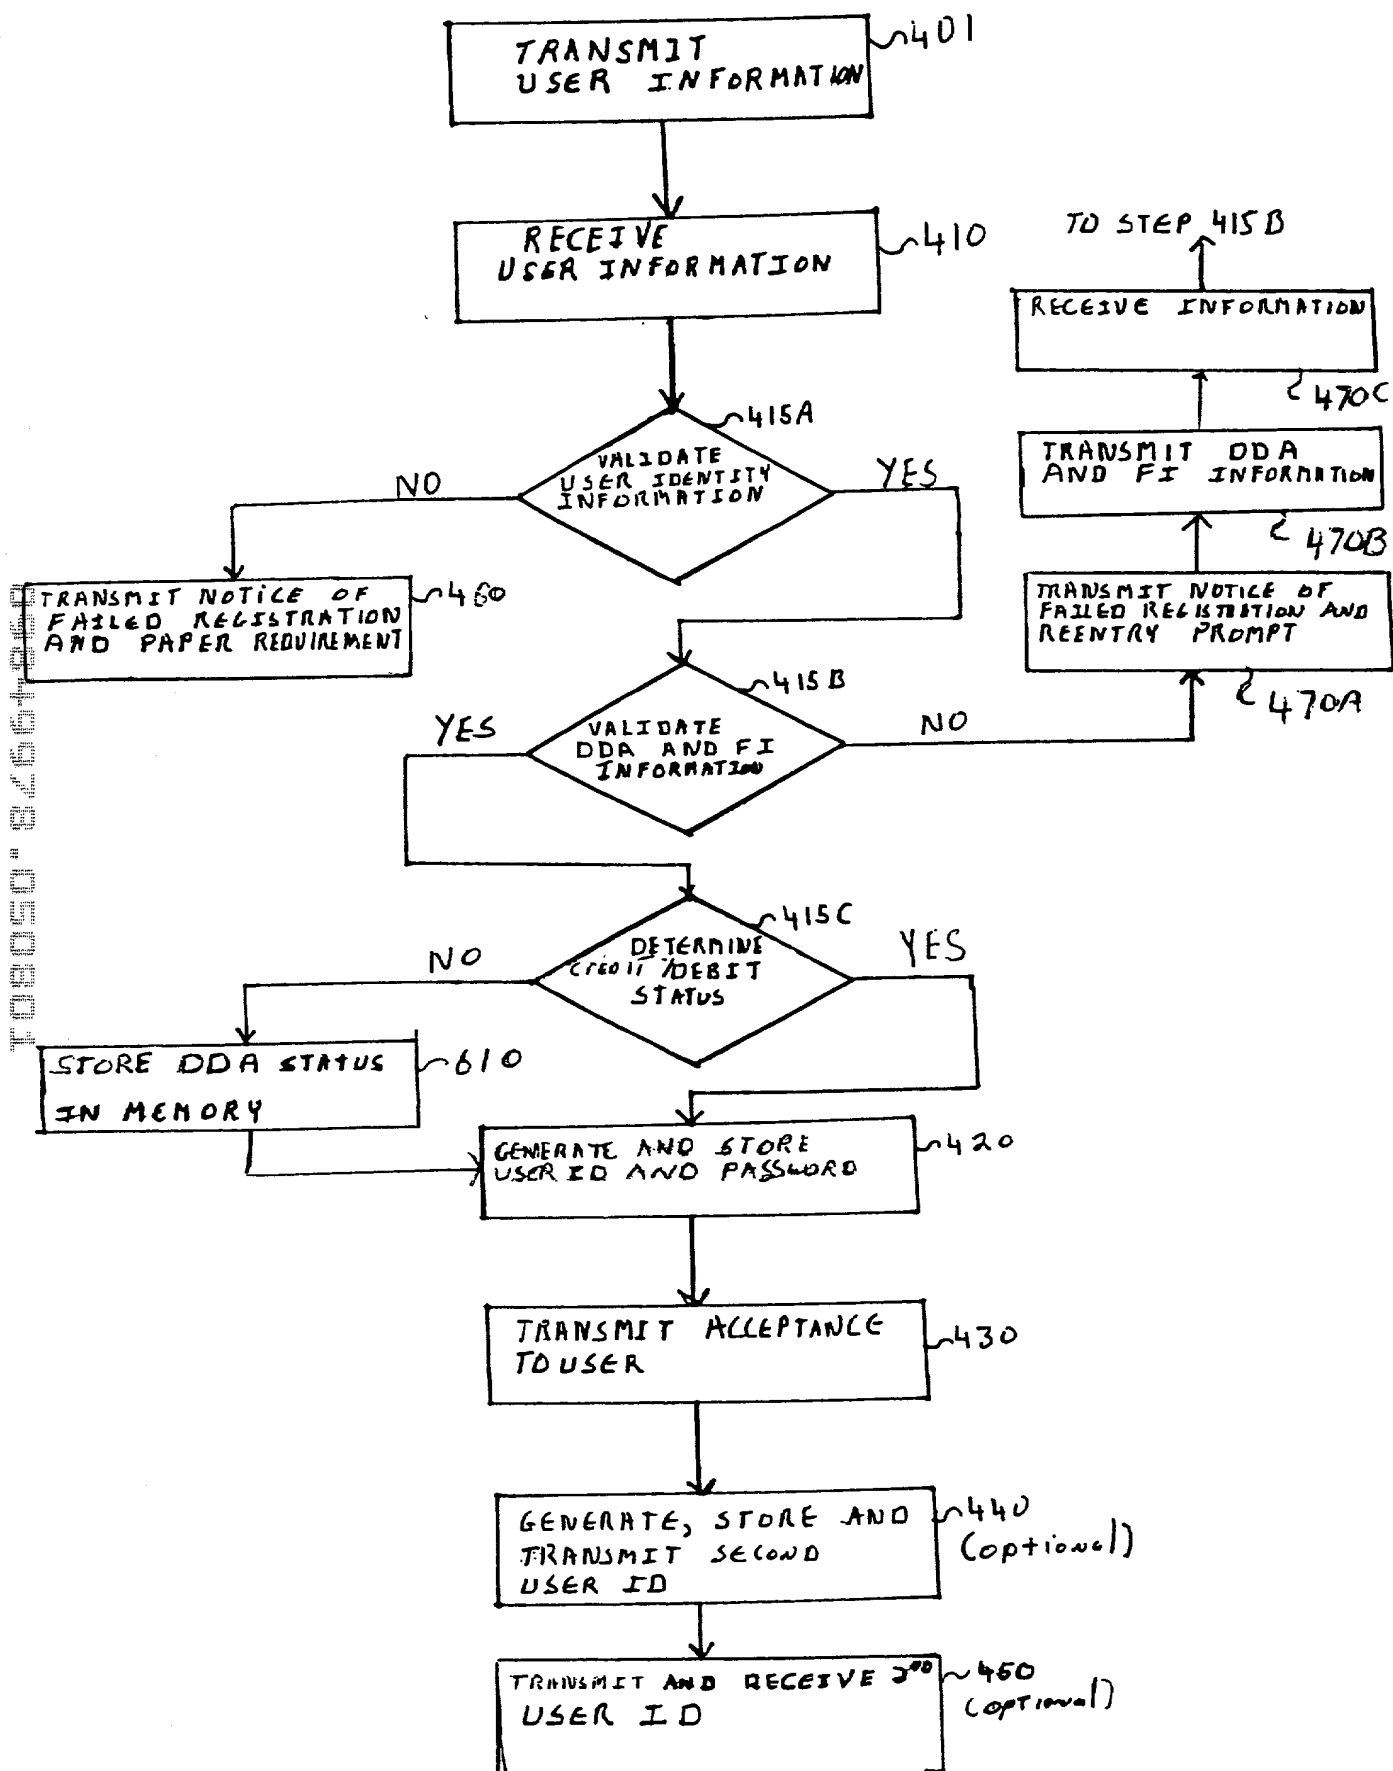 TRANSMIT
USER INFORMATION
401
RECEIVE
USER INFORMATION
410
TO STEP 415B
RECEIVE INFORMATION
470C
TRANSMIT DDA
AND FI INFORMATION
470B
TRANSMIT NOTICE OF
FAILED REGISTRATION AND
REENTRY PROMPT
470A
415A
VALIDATE
USER IDENTITY
INFORMATION
NO
YES
TRANSMIT NOTICE OF
FAILED REGISTRATION
AND PAPER REQUIREMENT
460
415B
VALIDATE
DDA AND FI
INFORMATION
YES
NO
415C
DETERMINE
CREDIT/DEBIT
STATUS
NO
YES
STORE DDA STATUS
IN MEMORY
610
GENERATE AND STORE
USER ID AND PASSWORD
420
TRANSMIT ACCEPTANCE
TO USER
430
GENERATE, STORE AND
TRANSMIT SECOND
USER ID
440
(optional)
TRANSMIT AND RECEIVE 2ND
USER ID
450
(optional)